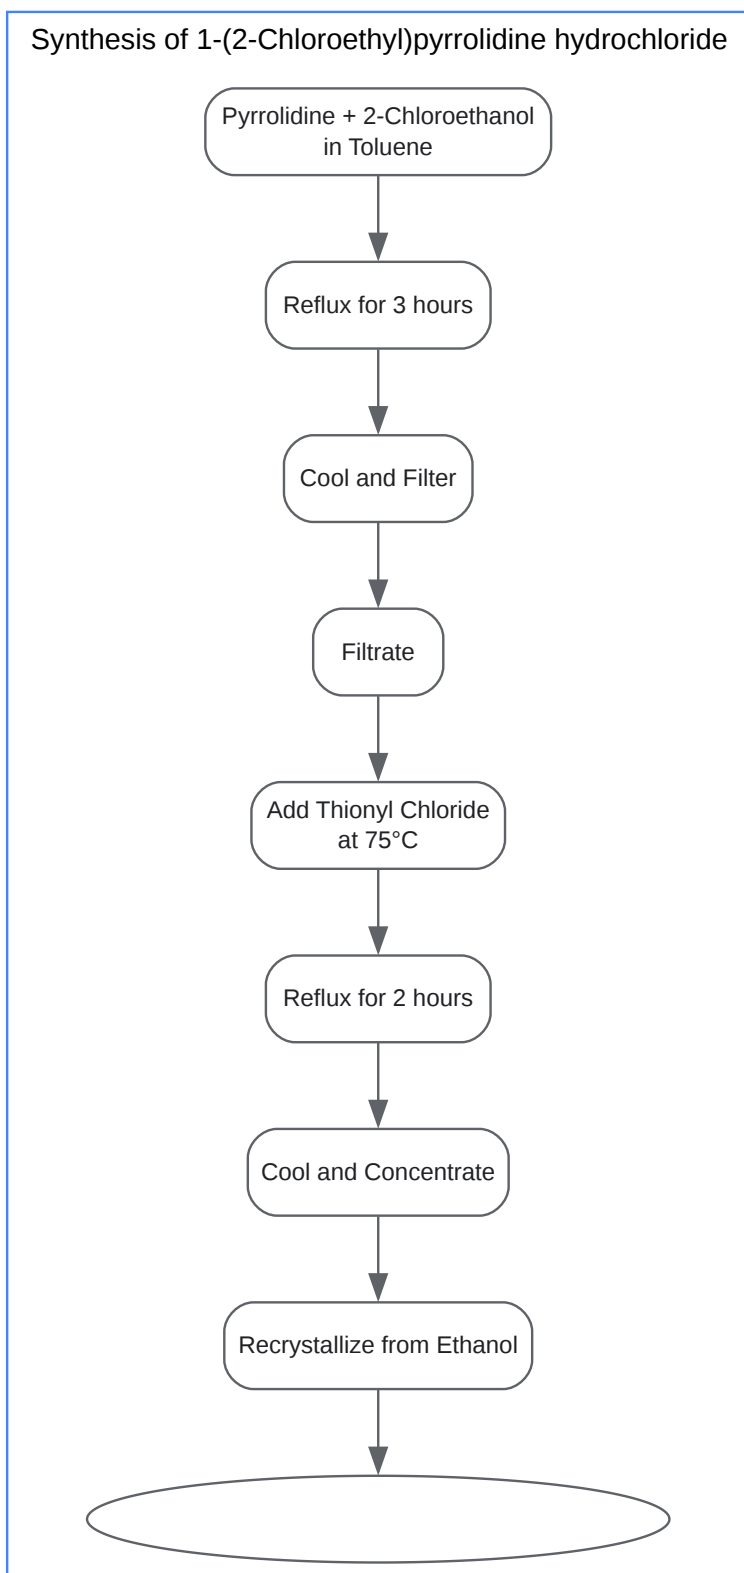 Synthesis of 1-(2-Chloroethyl)pyrrolidine hydrochloride
Pyrrolidine + 2-Chloroethanol
in Toluene
Reflux for 3 hours
Cool and Filter
Filtrate
Add Thionyl Chloride
at 75°C
Reflux for 2 hours
Cool and Concentrate
Recrystallize from Ethanol